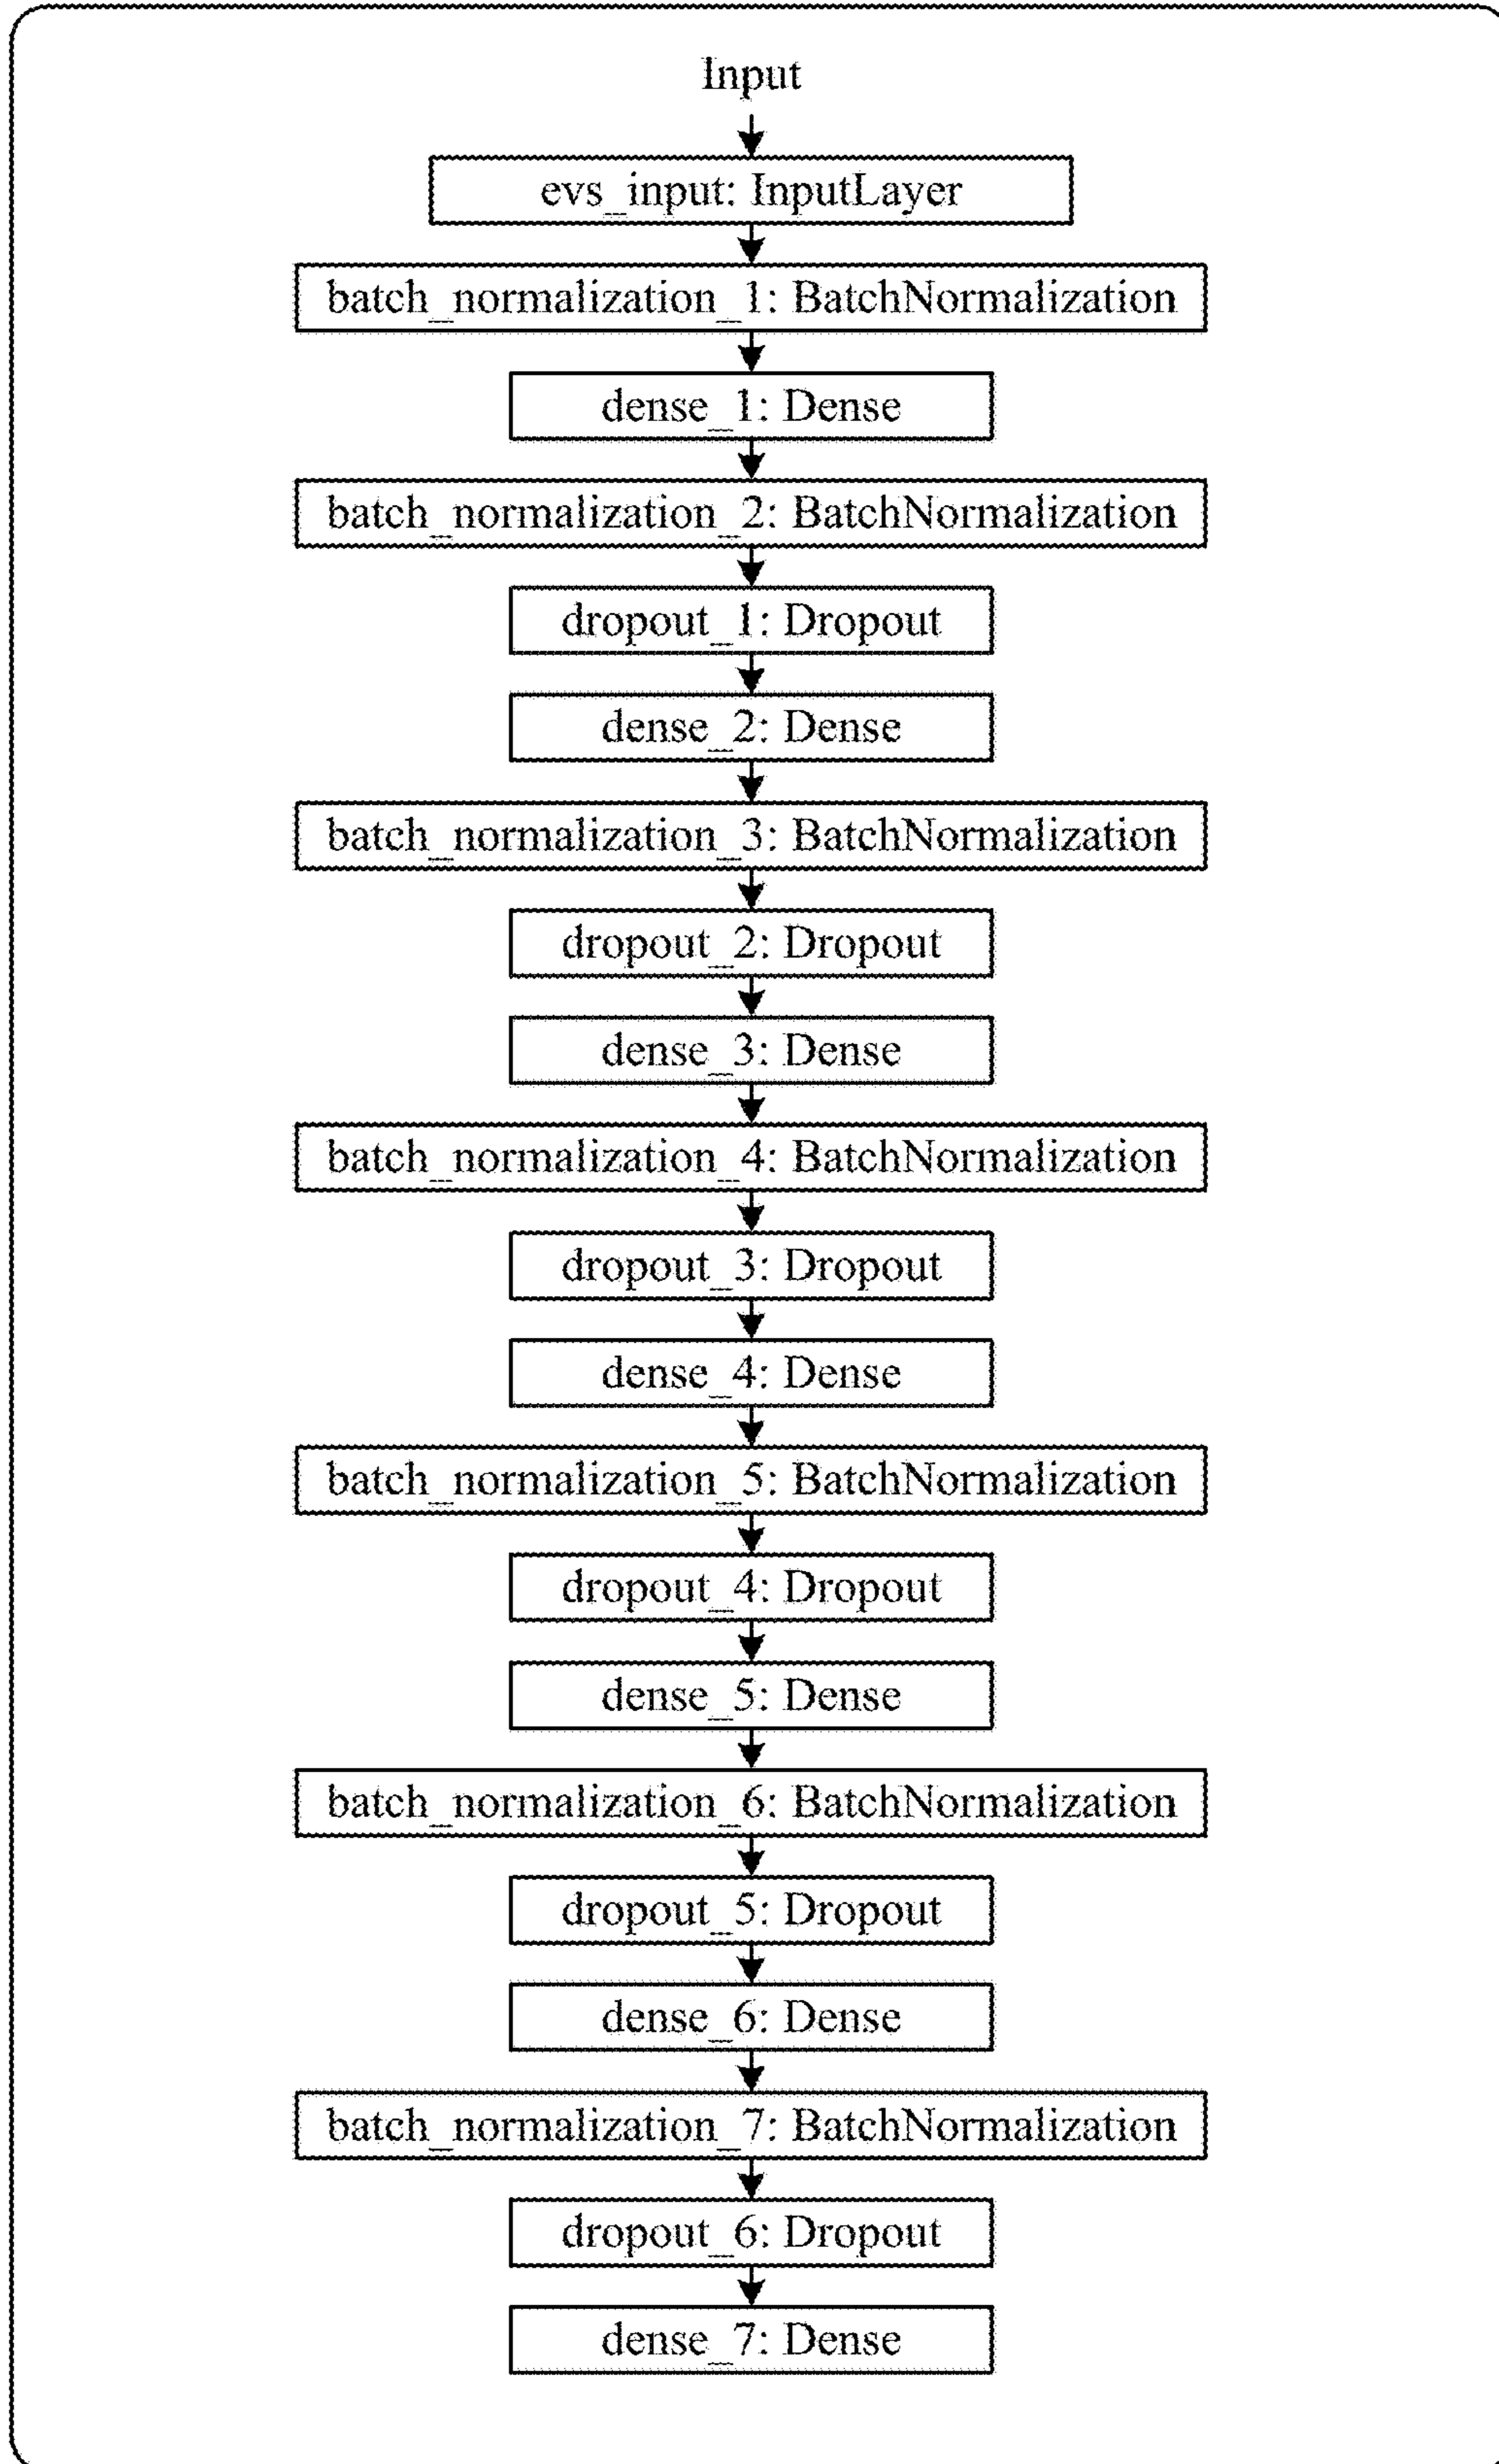 Input
evs_input: InputLayer
batch_normalization_1: BatchNormalization
dense_1: Dense
batch_normalization_2: BatchNormalization
dropout_1: Dropout
dense_2: Dense
batch_normalization_3: BatchNormalization
dropout_2: Dropout
dense_3: Dense
batch_normalization_4: BatchNormalization
dropout_3: Dropout
dense_4: Dense
batch_normalization_5: BatchNormalization
dropout_4: Dropout
dense_5: Dense
batch_normalization_6: BatchNormalization
dropout_5: Dropout
dense_6: Dense
batch_normalization_7: BatchNormalization
dropout_6: Dropout
dense_7: Dense